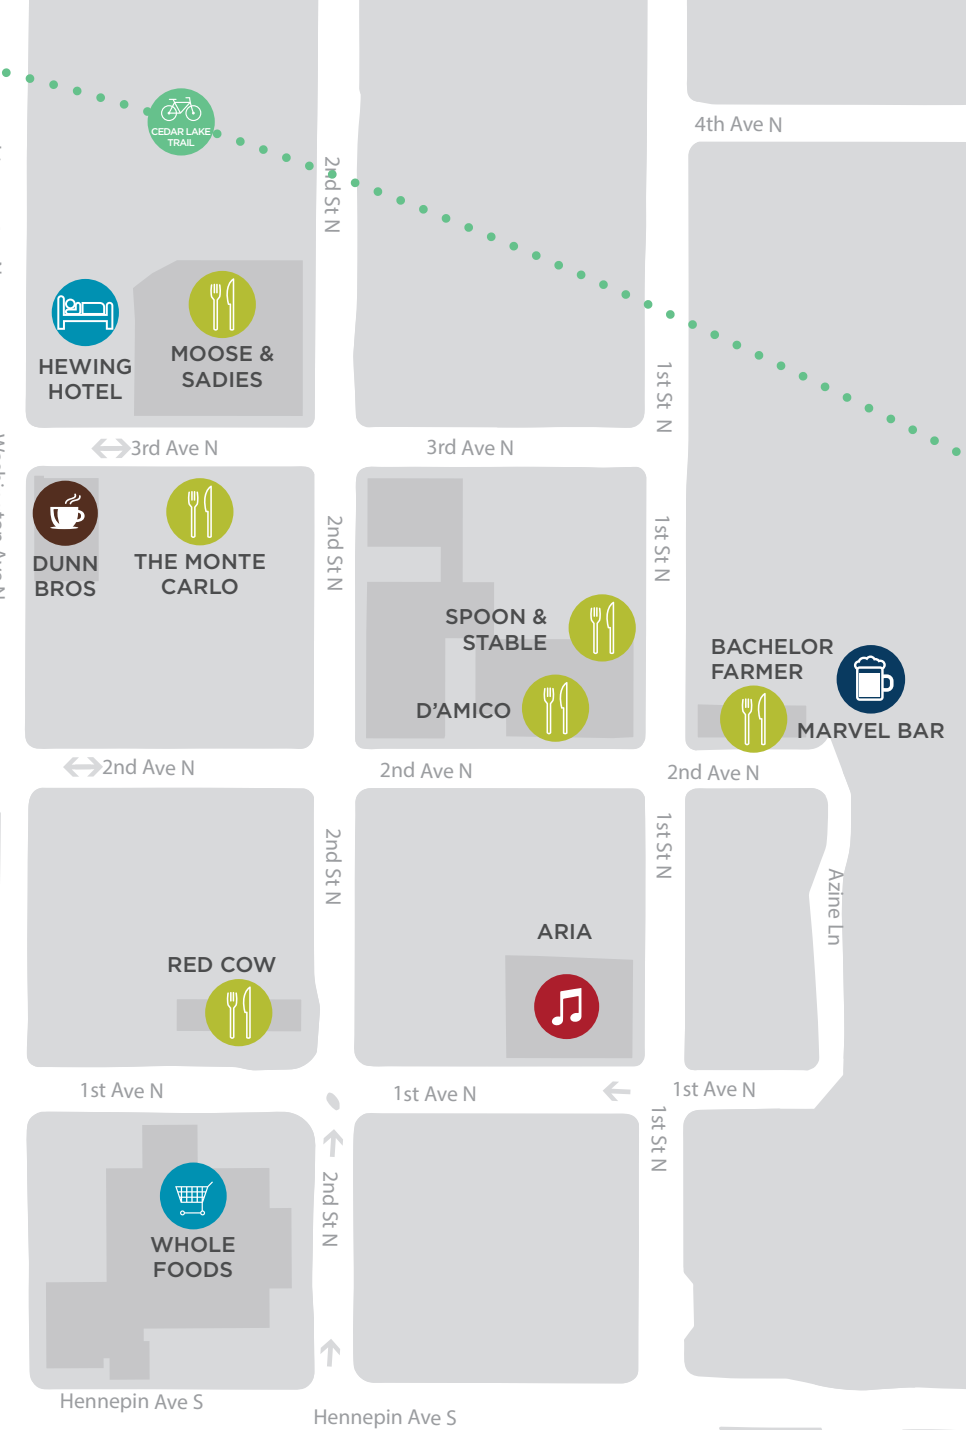 4th Ave N
CEDAR LAKE
TRAIL
2nd St N
HEWING
HOTEL
MOOSE &
SADIES
1st St N
3rd Ave N
3rd Ave N
DUNN
BROS
THE MONTE
CARLO
2nd St N
1st St N
SPOON &
STABLE
D'AMICO
BACHELOR
FARMER
MARVEL BAR
2nd Ave N
2nd Ave N
2nd Ave N
2nd St N
1st St N
Azine Ln
RED COW
ARIA
1st Ave N
1st Ave N
1st Ave N
1st St N
2nd St N
WHOLE
FOODS
Hennepin Ave S
Hennepin Ave S